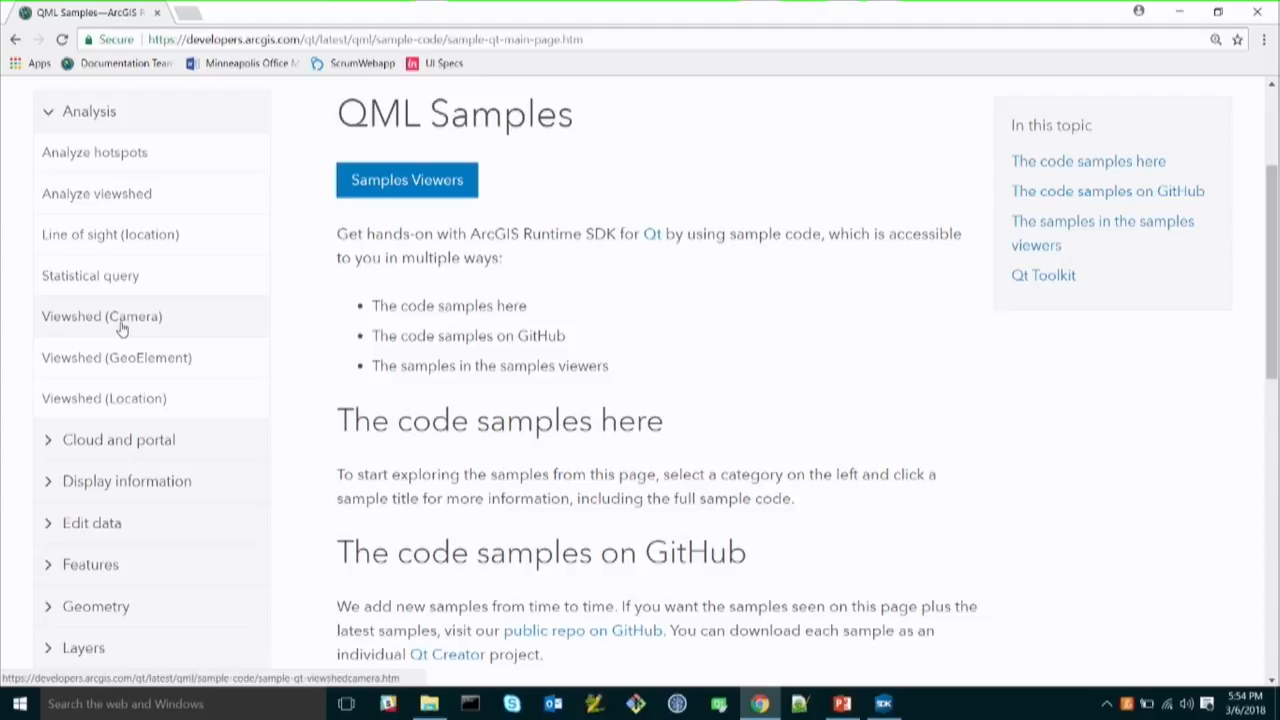 QML Samples—ArcGIS R
Secure
https://developers.arcgis.com/qt/latest/qml/sample-code/sample-qt-main-page.htm
Apps
Documentation Tean
Minneapolis Office M
ScrumWebapp
in
UI Specs
Analysis
Analyze hotspots
Analyze viewshed
Line of sight (location)
Statistical query
Viewshed (Camera)
Viewshed (GeoElement)
Viewshed (Location)
Cloud and portal
Display information
Edit data
Features
Geometry
Layers
QML Samples
Samples Viewers
Get hands-on with ArcGIS Runtime SDK for Qt by using sample code, which is accessible
to you in multiple ways:
• The code samples here
• The code samples on GitHub
• The samples in the samples viewers
The code samples here
To start exploring the samples from this page, select a category on the left and click a
sample title for more information, including the full sample code.
The code samples on GitHub
We add new samples from time to time. If you want the samples seen on this page plus the
latest samples, visit our public repo on GitHub. You can download each sample as an
individual Qt Creator project.
In this topic
The code samples here
The code samples on GitHub
The samples in the samples
viewers
Qt Toolkit
https://developers.arcgis.com/qt/latest/qml/sample-code/sample-qt-viewshedcamera.htm
Search the web and Windows
SDK
5:54 PM
3/6/2018